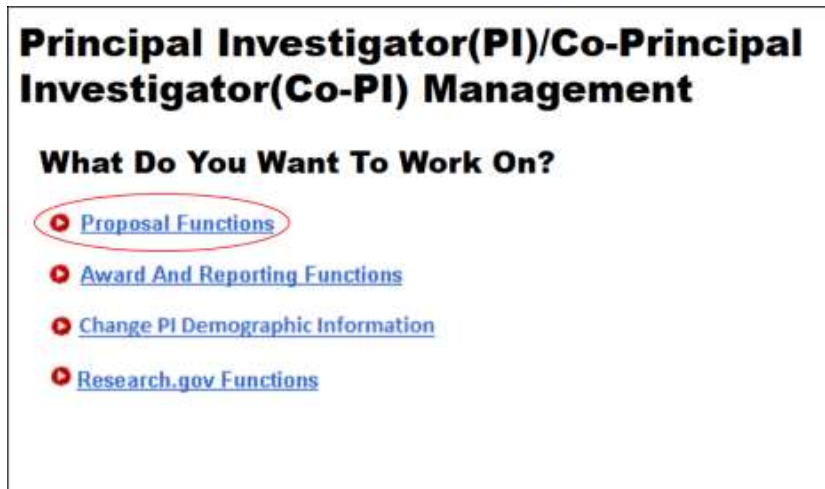 Principal Investigator(PI)/Co-Principal
Investigator(Co-PI) Management
What Do You Want To Work On?
Proposal Functions
Award And Reporting Functions
Change PI Demographic Information
Research.gov Functions